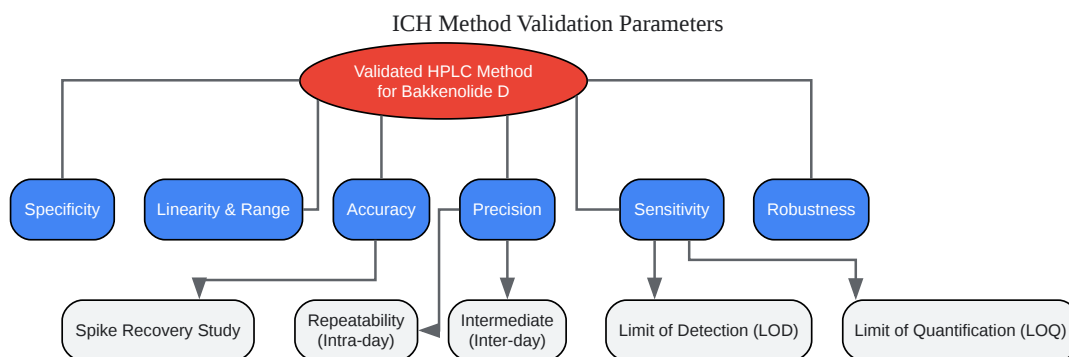 ICH Method Validation Parameters
Validated HPLC Method
for Bakkenolide D
Specificity
Linearity & Range
Accuracy
Precision
Sensitivity
Robustness
Spike Recovery Study
Repeatability
(Intra-day)
Intermediate
(Inter-day)
Limit of Detection (LOD)
Limit of Quantification (LOQ)